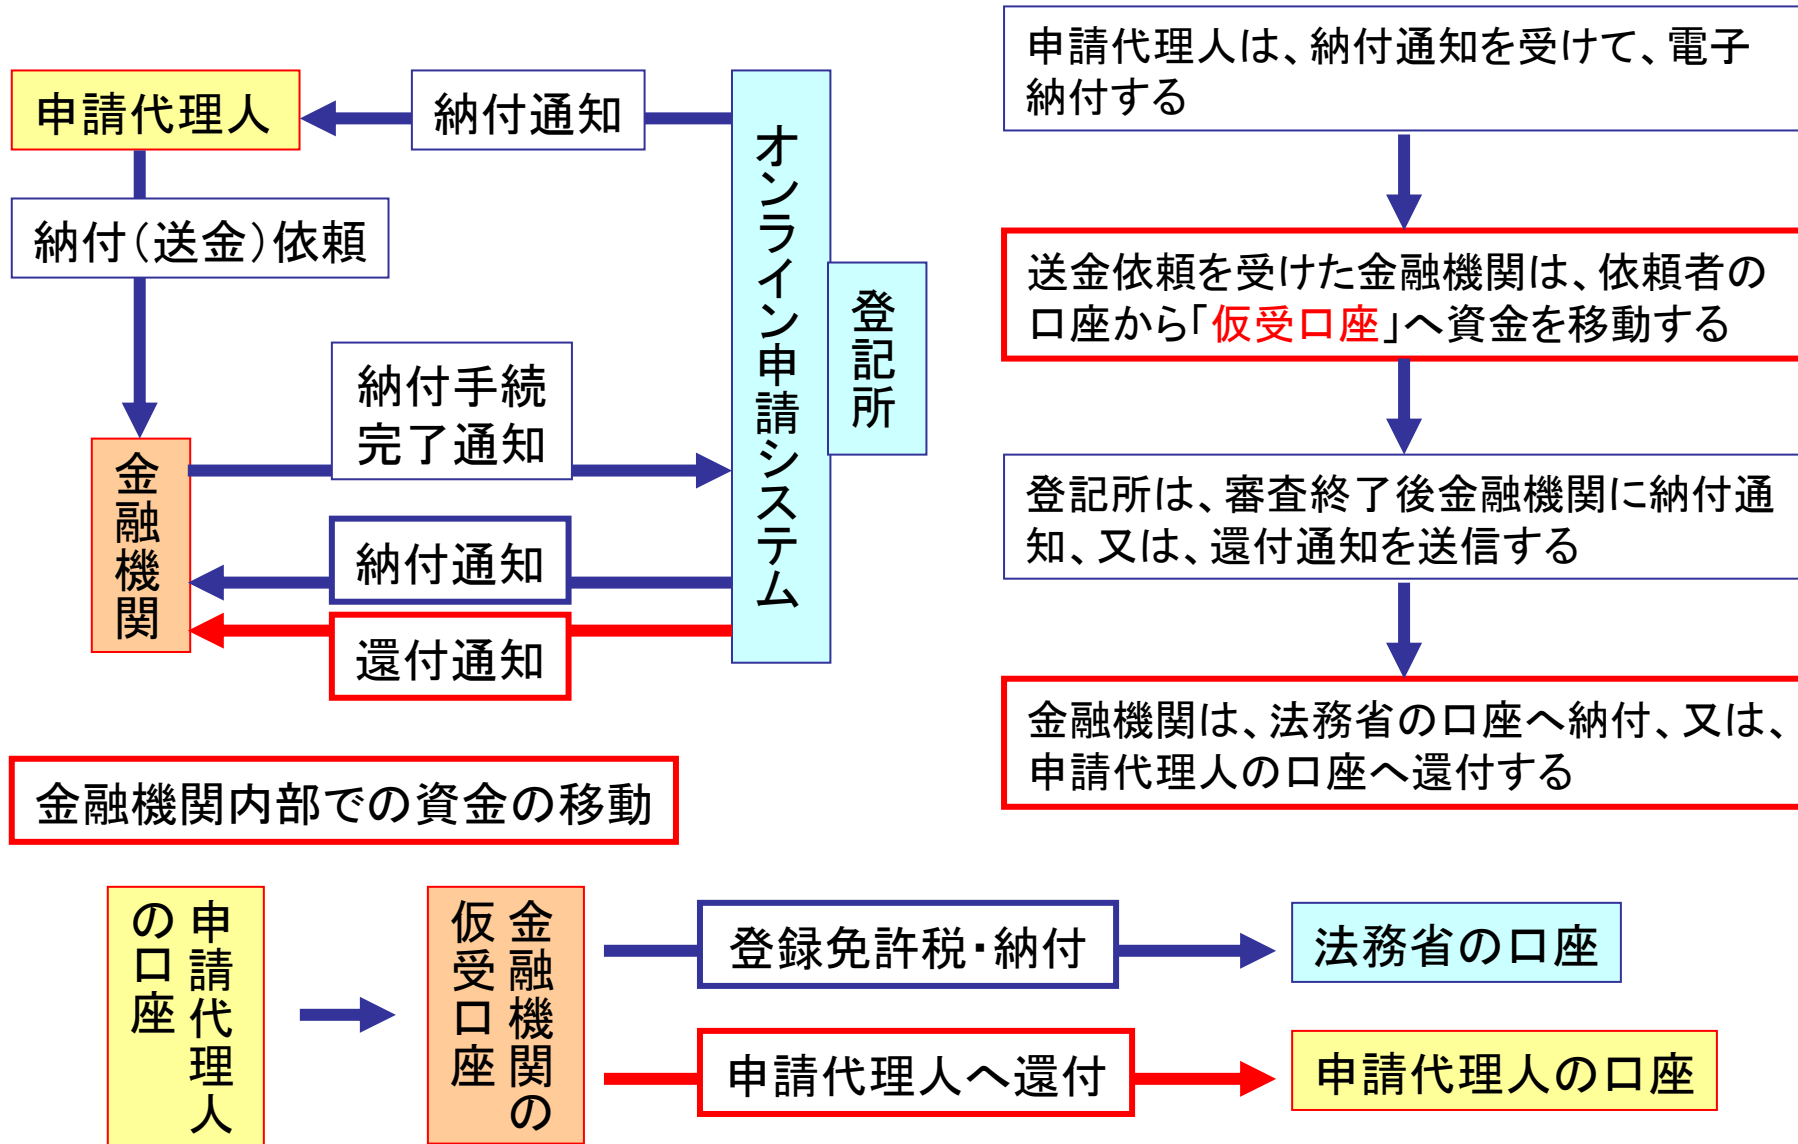 申請代理人
納付通知
納付(送金)依頼
納付手続
完了通知
納付通知
還付通知
金融機関
オンライン申請システム
登記所
申請代理人は、納付通知を受けて、電子
納付する
送金依頼を受けた金融機関は、依頼者の
口座から「仮受口座」へ資金を移動する
登記所は、審査終了後金融機関に納付通
知、又は、還付通知を送信する
金融機関は、法務省の口座へ納付、又は、
申請代理人の口座へ還付する
金融機関内部での資金の移動
申請代理人
の口座
金融機関の
仮受口座
登録免許税・納付
法務省の口座
申請代理人へ還付
申請代理人の口座